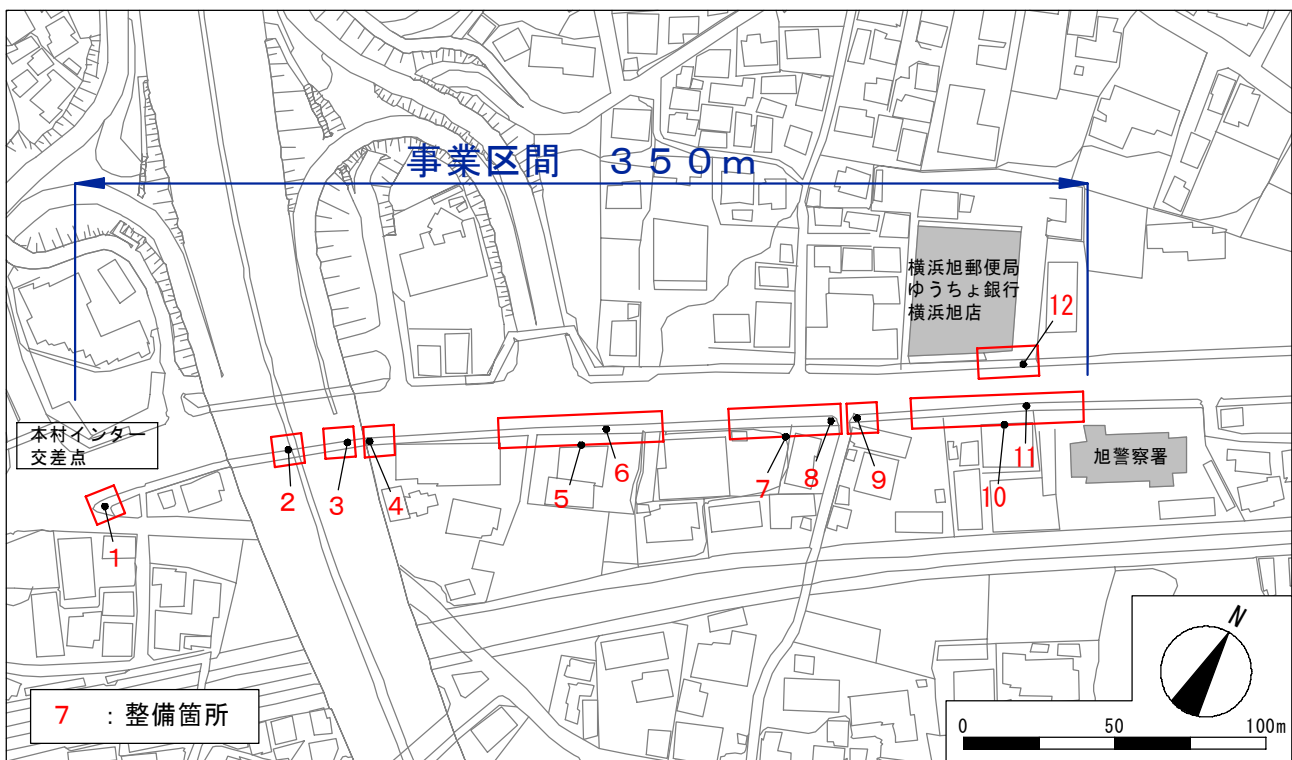 事業区間　３５０ｍ
横浜旭郵便局
ゆうちょ銀行
横浜旭店
12
本村インター
交差点
1
2
3
4
5
6
7
8
9
10
11
旭警察署
N
7 ：整備箇所
0 50 100m